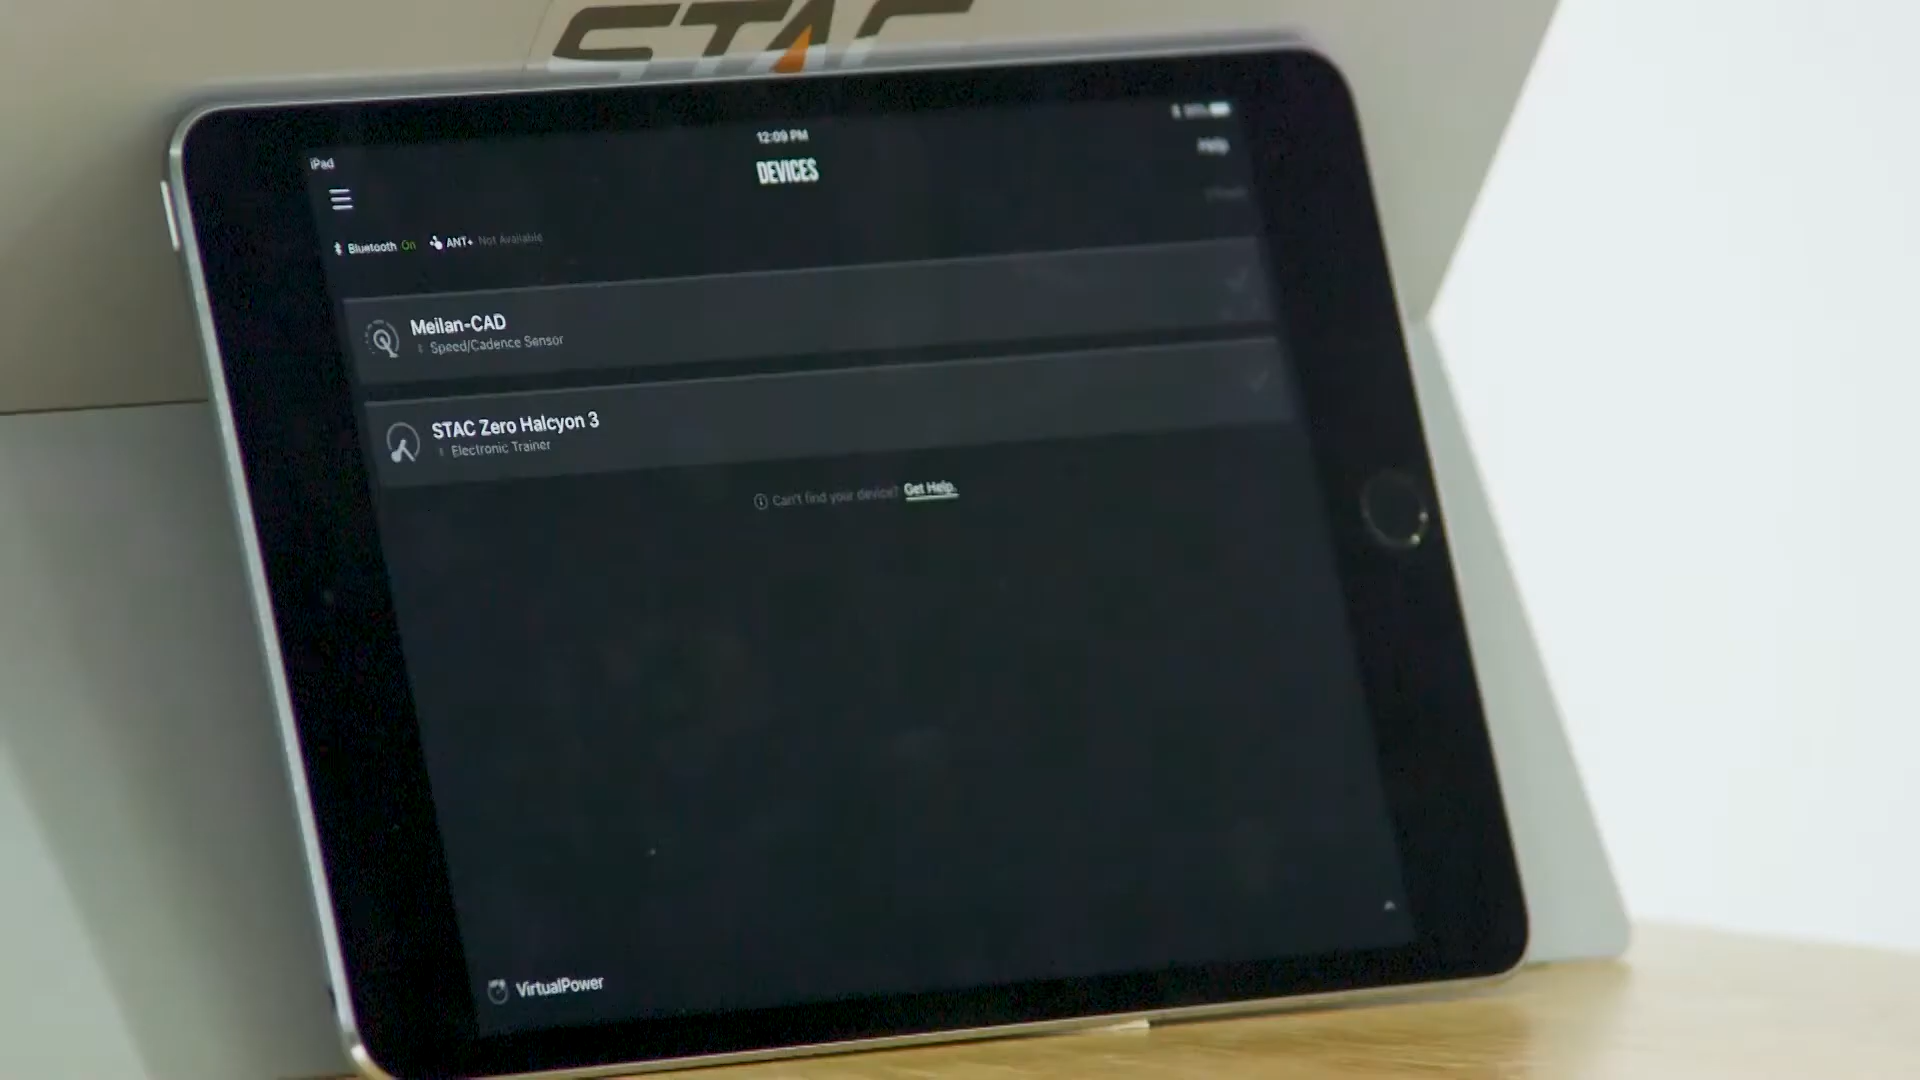 STAC
12:09 PM
iPad
DEVICES
Help
Bluetooth On ANT+ Not Available
Meilan-CAD
Speed/Cadence Sensor
STAC Zero Halcyon 3
Electronic Trainer
Can't find your device? Get Help.
VirtualPower